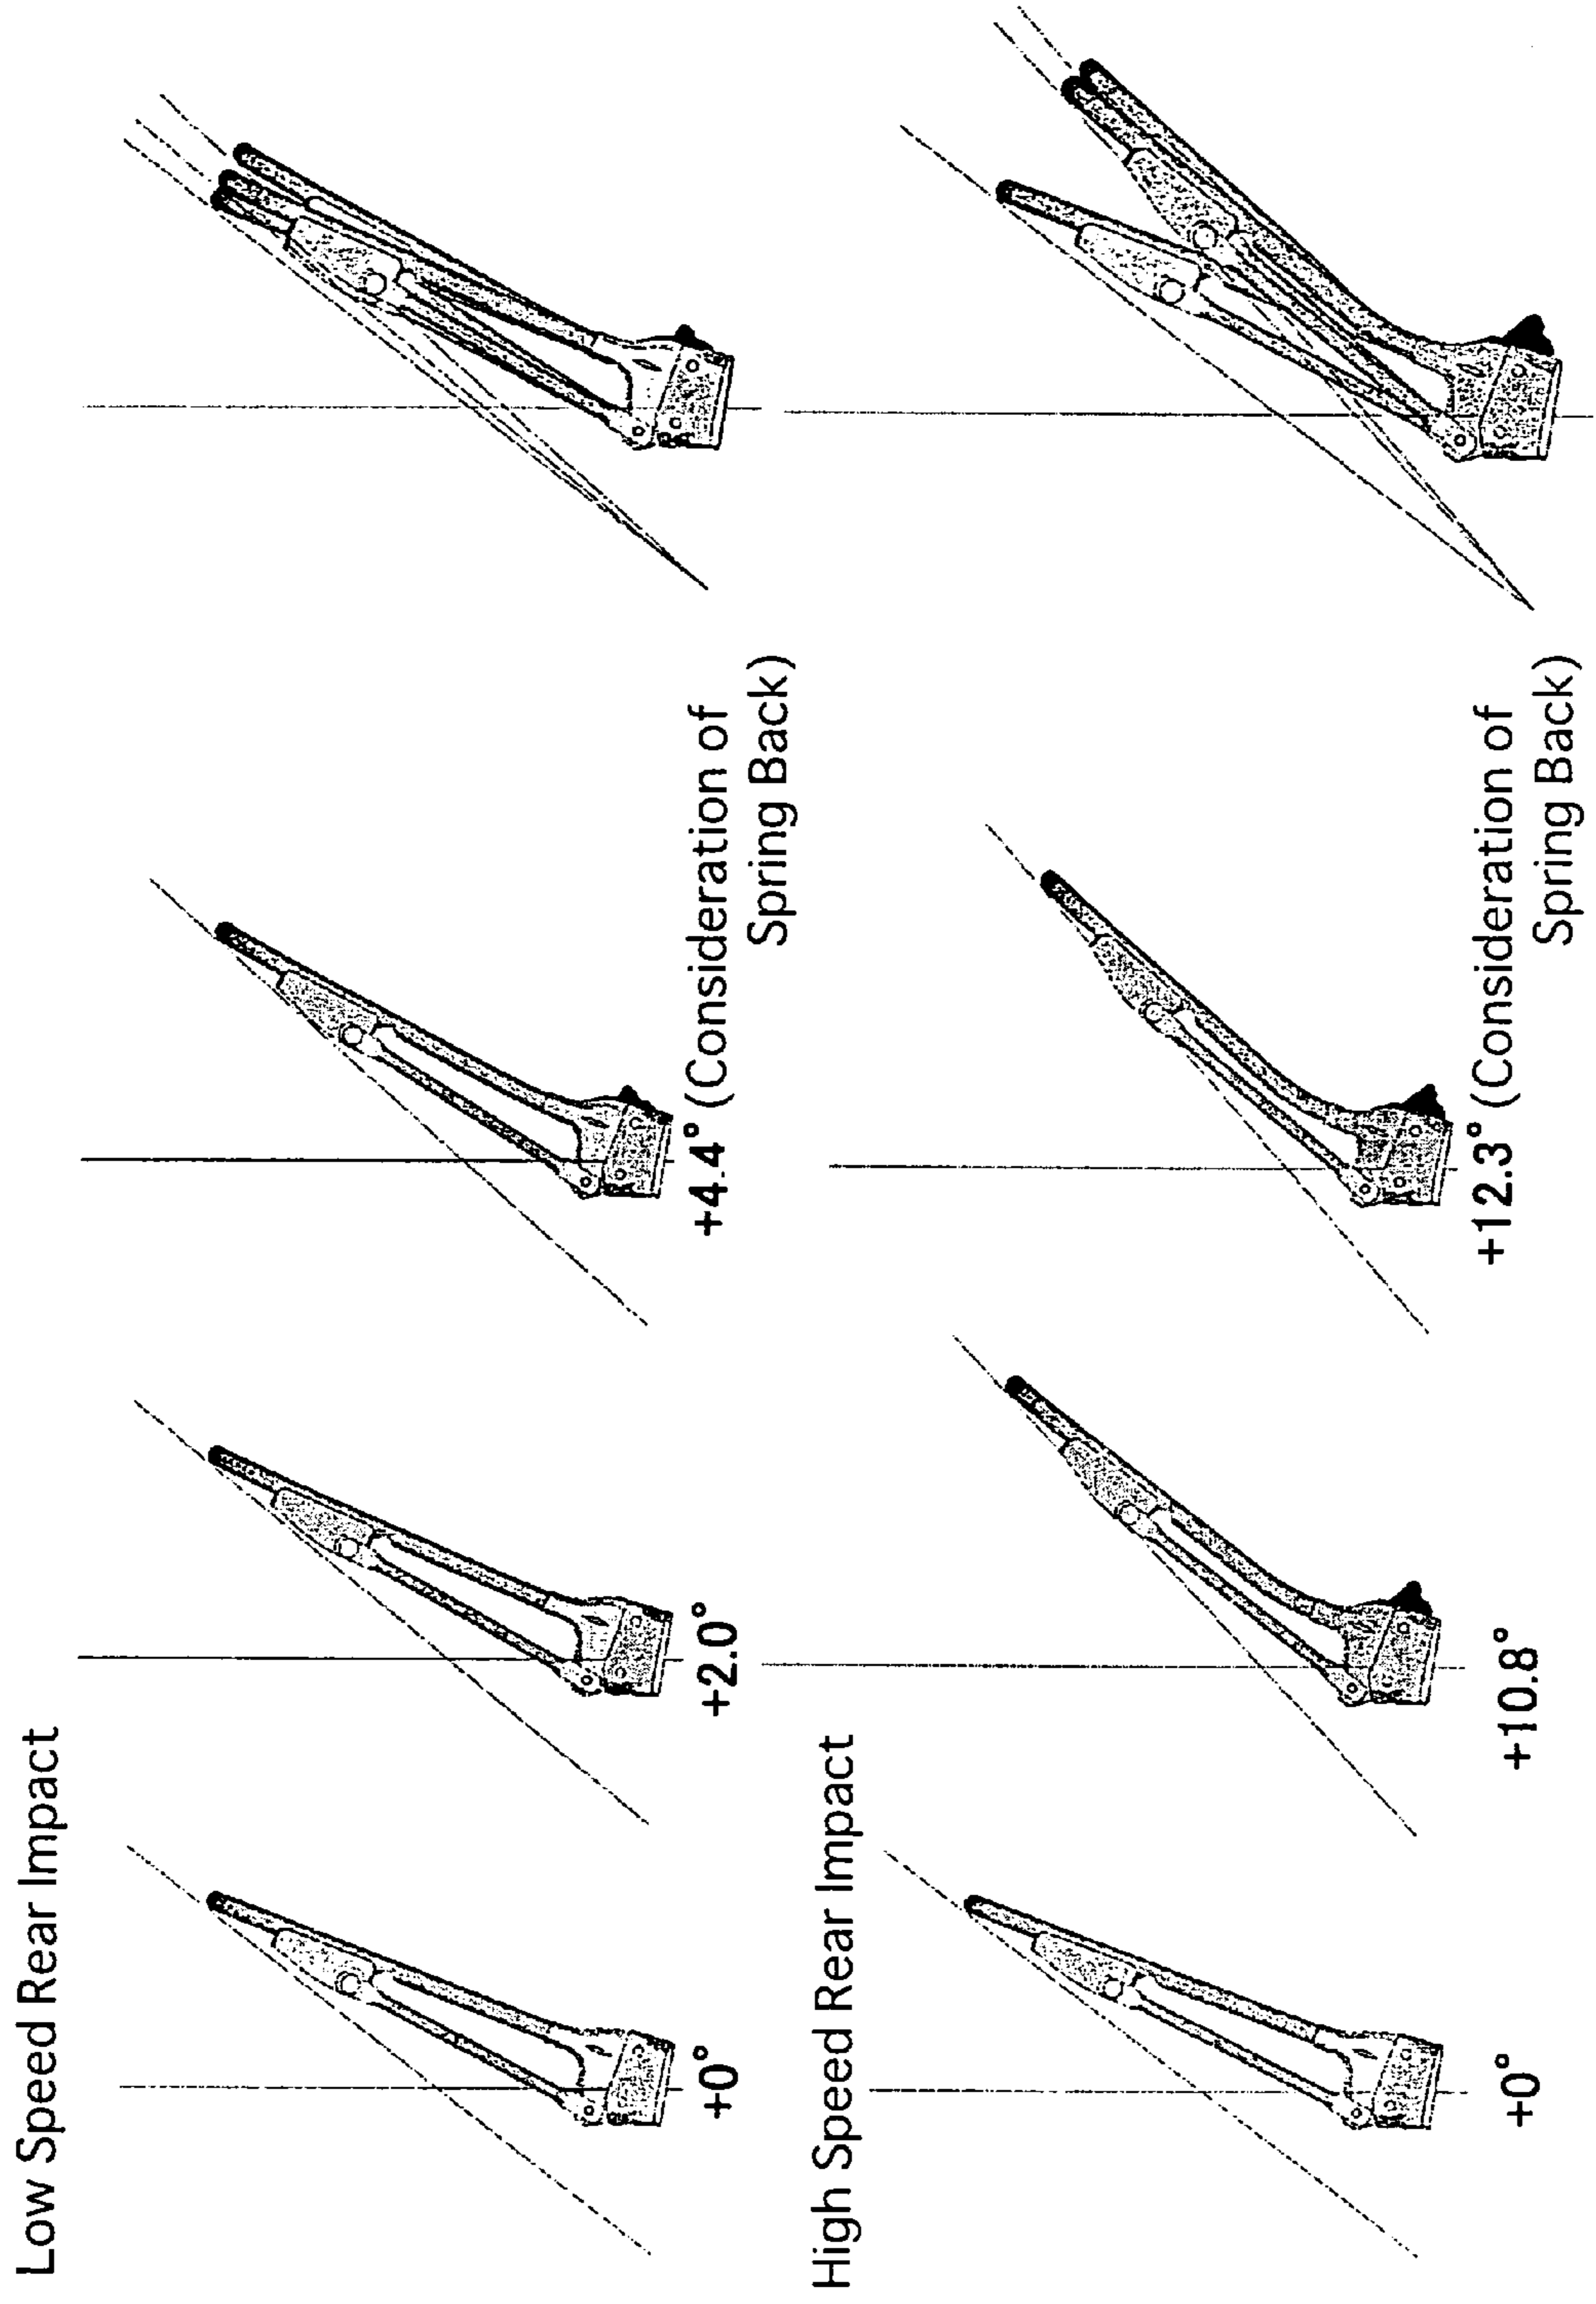 Low Speed Rear Impact
+0°
+2.0°
+4.4° (Consideration of
Spring Back)
High Speed Rear Impact
+0°
+10.8°
+12.3° (Consideration of
Spring Back)